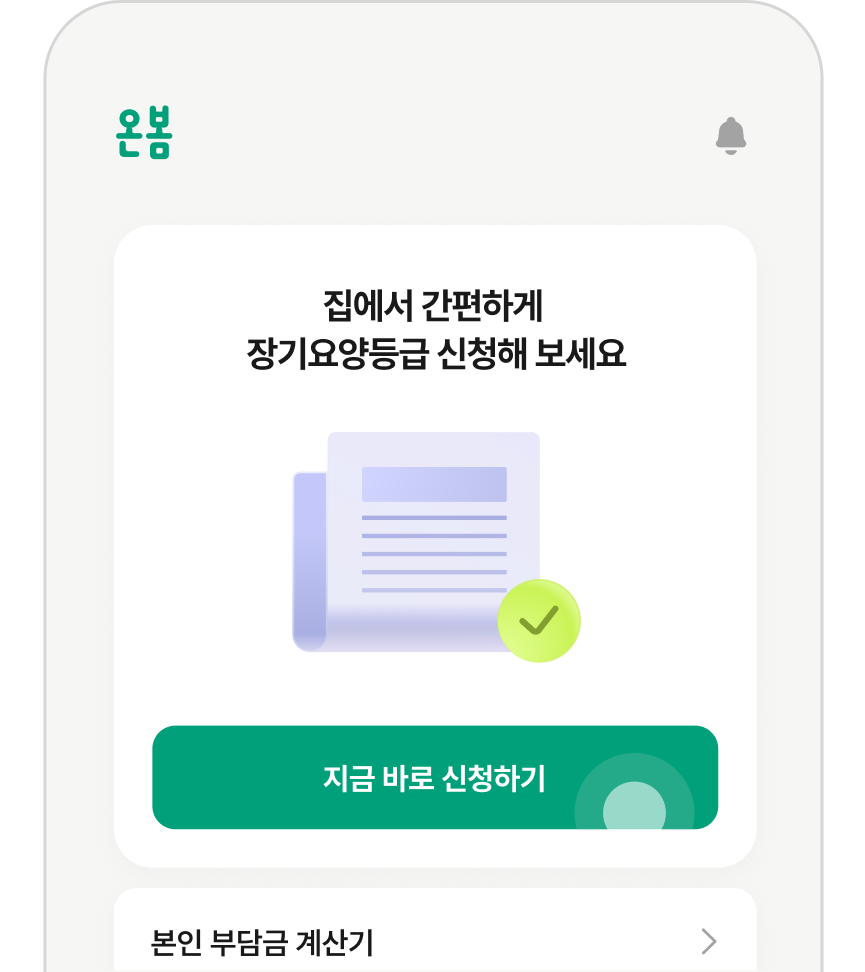 온봄
집에서 간편하게
장기요양등급 신청해 보세요
지금 바로 신청하기
본인 부담금 계산기